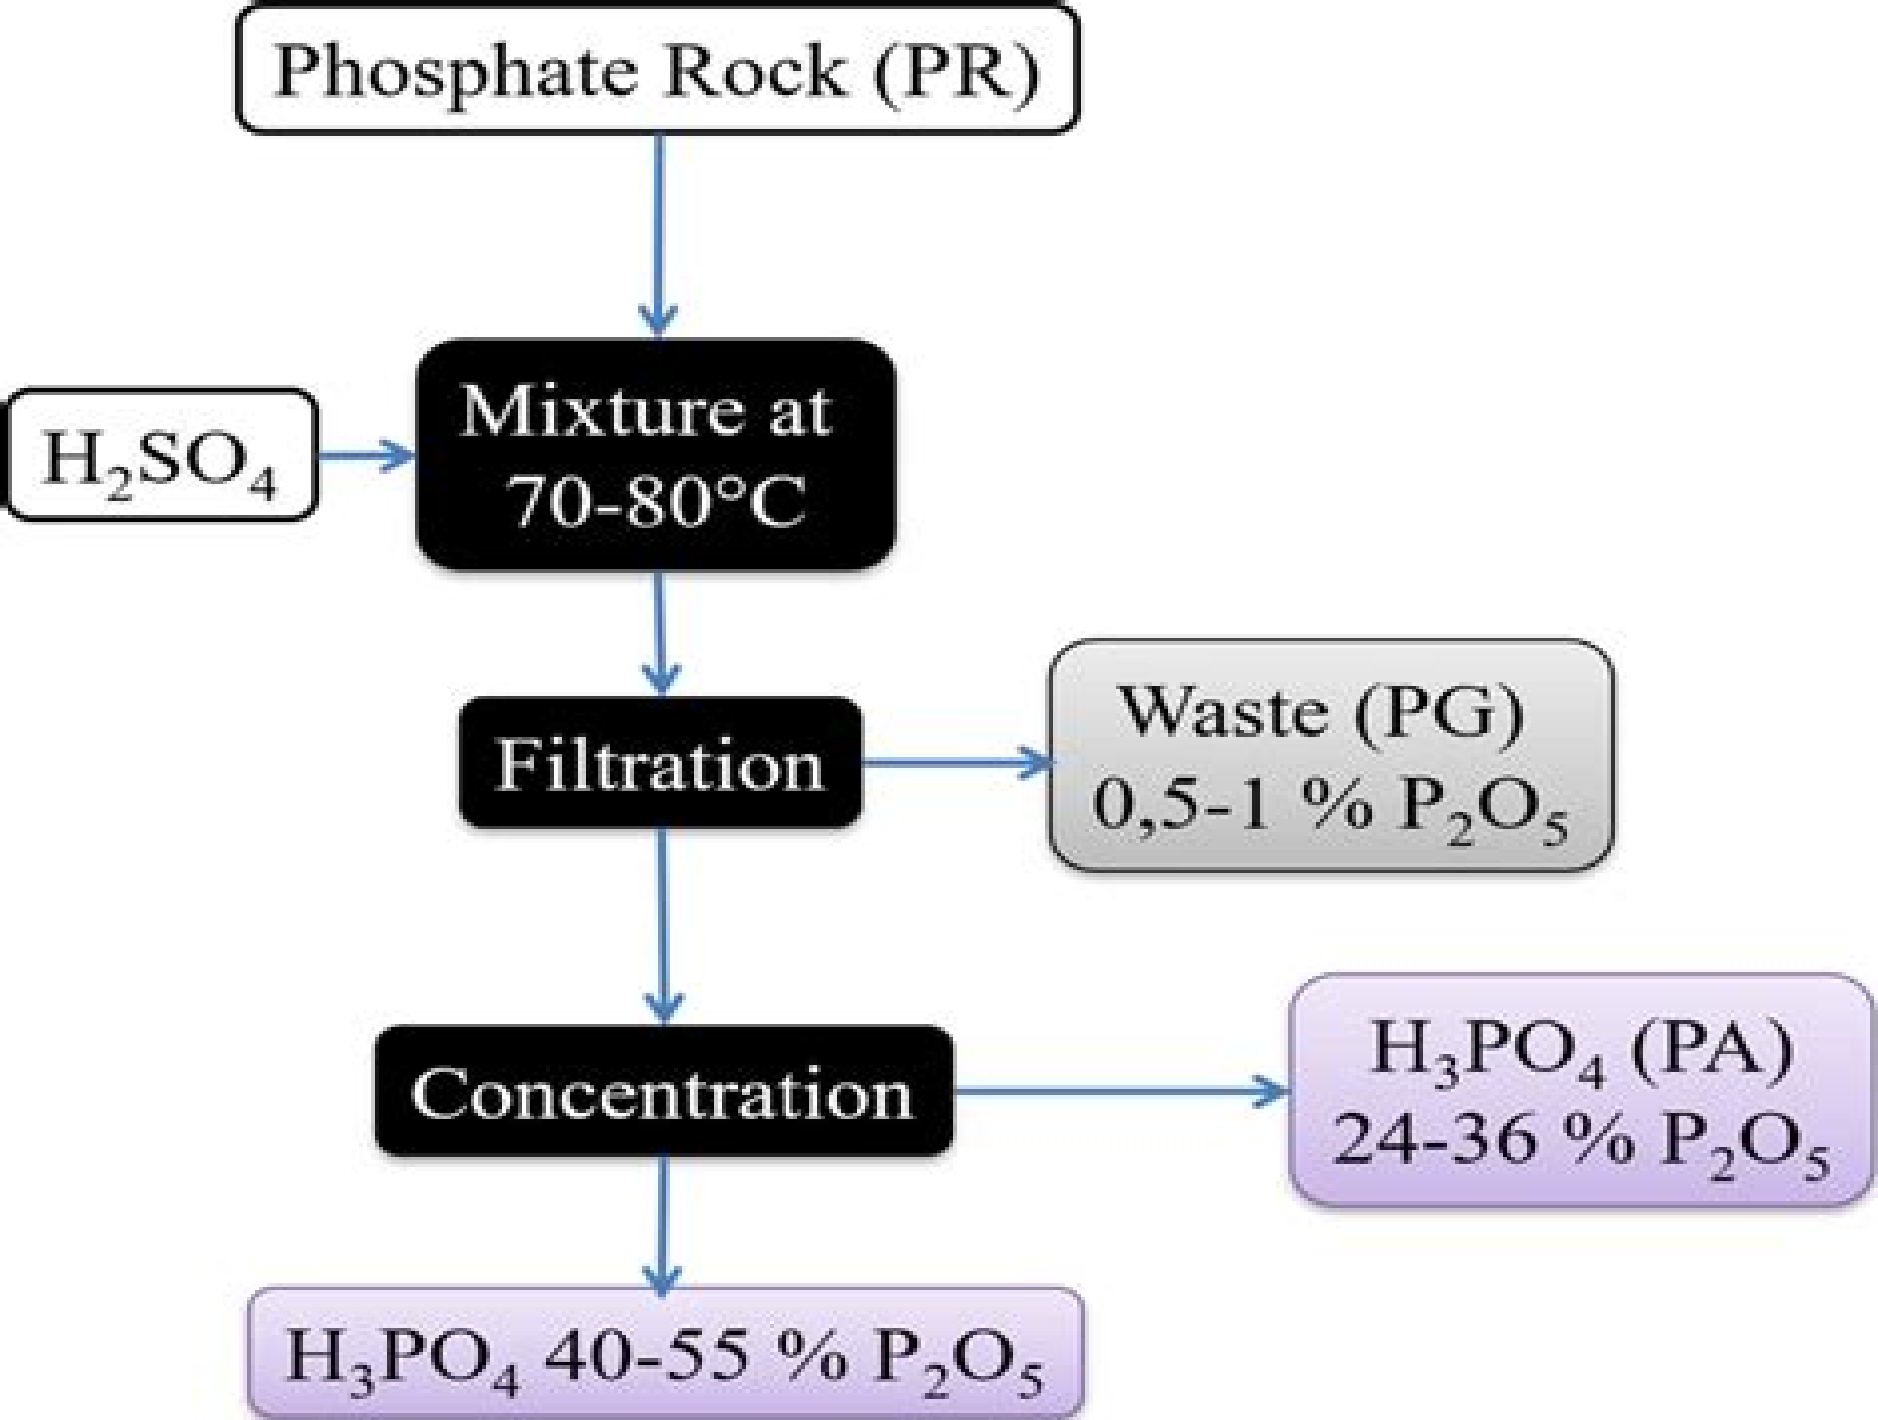 Phosphate Rock (PR)
H₂SO₄
Mixture at
70-80°C
Filtration
Waste (PG)
0,5-1 % P₂O₅
Concentration
H₃PO₄ (PA)
24-36 % P₂O₅
H₃PO₄ 40-55 % P₂O₅